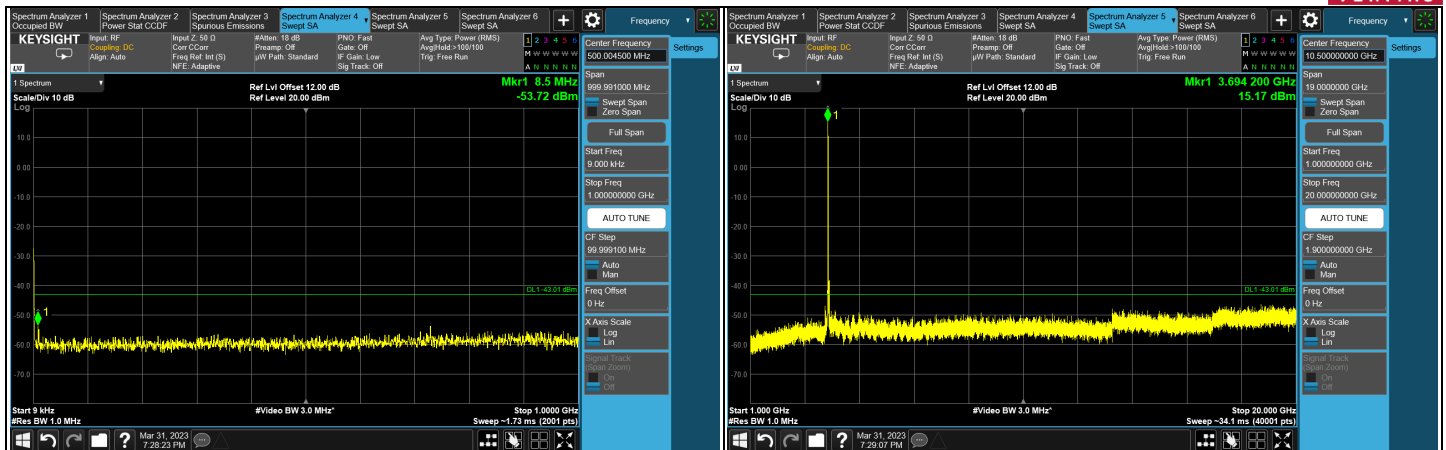 Spectrum Analyzer 1
Occupied BW
Spectrum Analyzer 2
Power Stat CCDF
Spectrum Analyzer 3
Spurious Emissions
Spectrum Analyzer 4
Swept SA
Spectrum Analyzer 5
Swept SA
Spectrum Analyzer 6
Swept SA
+
Frequency
KEYSIGHT
LXI
Input: RF
Coupling: DC
Align: Auto
Input Z: 50 Ω
Corr CCorr
Freq Ref: Int (S)
NFE: Adaptive
#Atten: 18 dB
Preamp: Off
µW Path: Standard
PNO: Fast
Gate: Off
IF Gain: Low
Sig Track: Off
Avg Type: Power (RMS)
Avg|Hold:>100/100
Trig: Free Run
1 2 3 4 5 6
M W W W W W
A N N N N N
Center Frequency
500.004500 MHz
Settings
Span
999.991000 MHz
Swept Span
Zero Span
Full Span
Start Freq
9.000 kHz
Stop Freq
1.000000000 GHz
AUTO TUNE
CF Step
99.999100 MHz
Auto
Man
Freq Offset
0 Hz
X Axis Scale
Log
Lin
Signal Track
(Span Zoom)
On
Off
1 Spectrum
Scale/Div 10 dB
Log
Ref Lvl Offset 12.00 dB
Ref Level 20.00 dBm
Mkr1 8.5 MHz
-53.72 dBm
10.0
0.00
-10.0
-20.0
-30.0
-40.0
DL1 -43.01 dBm
-50.0
1
-60.0
-70.0
Start 9 kHz
#Res BW 1.0 MHz
#Video BW 3.0 MHz*
Stop 1.0000 GHz
Sweep ~1.73 ms (2001 pts)
?
Mar 31, 2023
7:28:23 PM
Spectrum Analyzer 1
Occupied BW
Spectrum Analyzer 2
Power Stat CCDF
Spectrum Analyzer 3
Spurious Emissions
Spectrum Analyzer 4
Swept SA
Spectrum Analyzer 5
Swept SA
Spectrum Analyzer 6
Swept SA
+
Frequency
KEYSIGHT
LXI
Input: RF
Coupling: DC
Align: Auto
Input Z: 50 Ω
Corr CCorr
Freq Ref: Int (S)
NFE: Adaptive
#Atten: 18 dB
Preamp: Off
µW Path: Standard
PNO: Fast
Gate: Off
IF Gain: Low
Sig Track: Off
Avg Type: Power (RMS)
Avg|Hold:>100/100
Trig: Free Run
1 2 3 4 5 6
M W W W W W
A N N N N N
Center Frequency
10.500000000 GHz
Settings
Span
19.0000000 GHz
Swept Span
Zero Span
Full Span
Start Freq
1.000000000 GHz
Stop Freq
20.000000000 GHz
AUTO TUNE
CF Step
1.900000000 GHz
Auto
Man
Freq Offset
0 Hz
X Axis Scale
Log
Lin
Signal Track
(Span Zoom)
On
Off
1 Spectrum
Scale/Div 10 dB
Log
Ref Lvl Offset 12.00 dB
Ref Level 20.00 dBm
Mkr1 3.694 200 GHz
15.17 dBm
1
10.0
0.00
-10.0
-20.0
-30.0
-40.0
DL1 -43.01 dBm
-50.0
-60.0
-70.0
Start 1.000 GHz
#Res BW 1.0 MHz
#Video BW 3.0 MHz*
Stop 20.000 GHz
Sweep ~34.1 ms (40001 pts)
?
Mar 31, 2023
7:29:07 PM